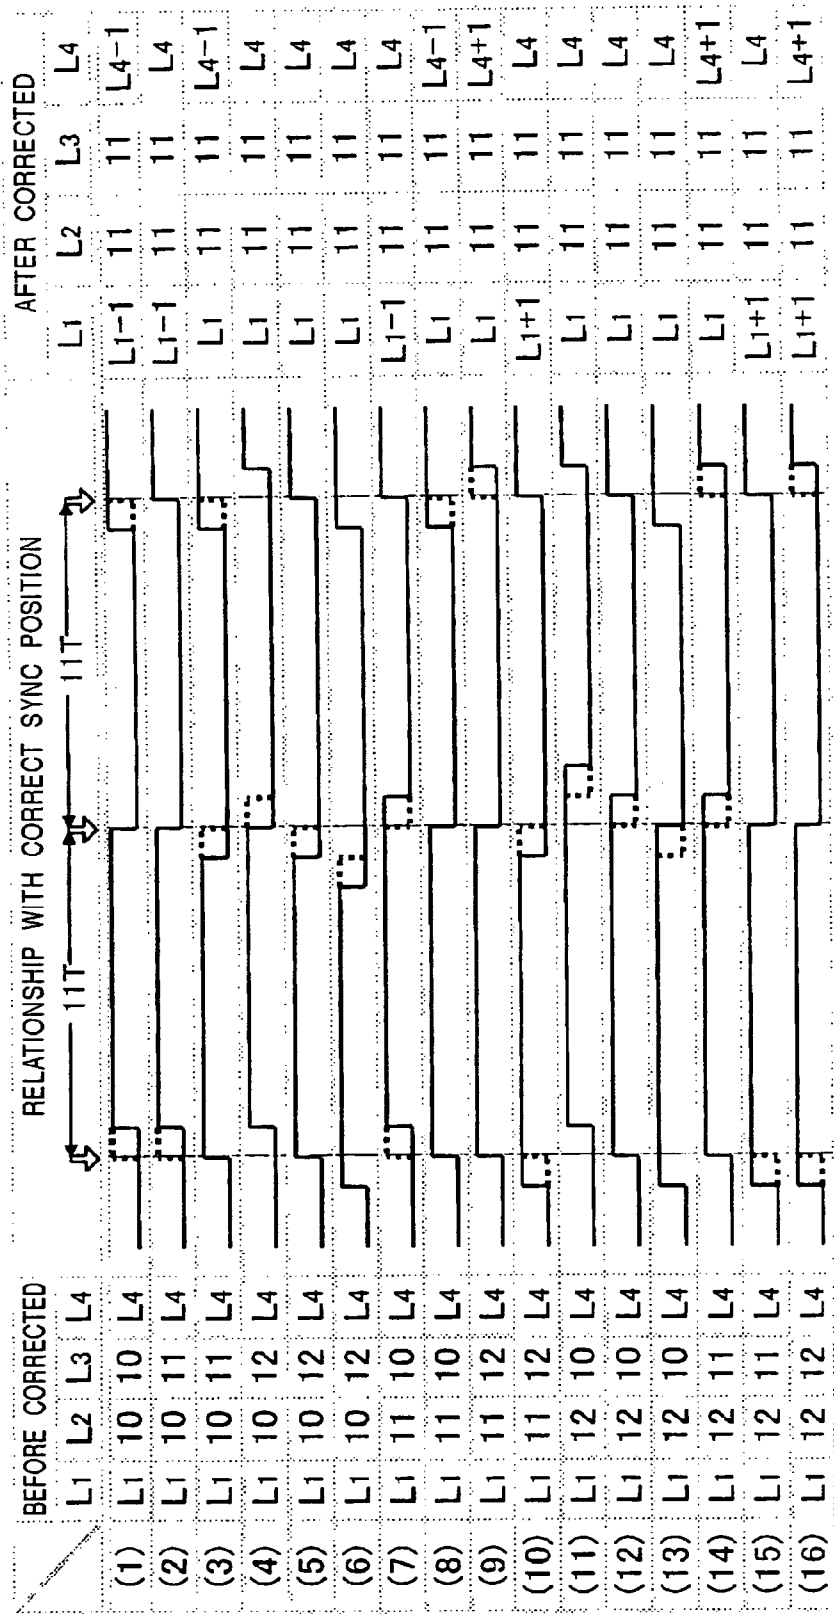 BEFORE CORRECTED RELATIONSHIP WITH CORRECT SYNC POSITION AFTER CORRECTED
L1 L2 L3 L4 11T 11T L1 L2 L3 L4
(1) L1 10 10 L4 L1-1 11 11 L4-1
(2) L1 10 11 L4 L1-1 11 11 L4
(3) L1 10 11 L4 L1 11 11 L4-1
(4) L1 10 12 L4 L1 11 11 L4
(5) L1 10 12 L4 L1 11 11 L4
(6) L1 10 12 L4 L1 11 11 L4
(7) L1 11 10 L4 L1-1 11 11 L4
(8) L1 11 10 L4 L1 11 11 L4-1
(9) L1 11 12 L4 L1 11 11 L4+1
(10) L1 11 12 L4 L1+1 11 11 L4
(11) L1 12 10 L4 L1 11 11 L4
(12) L1 12 10 L4 L1 11 11 L4
(13) L1 12 10 L4 L1 11 11 L4
(14) L1 12 11 L4 L1 11 11 L4+1
(15) L1 12 11 L4 L1+1 11 11 L4
(16) L1 12 12 L4 L1+1 11 11 L4+1